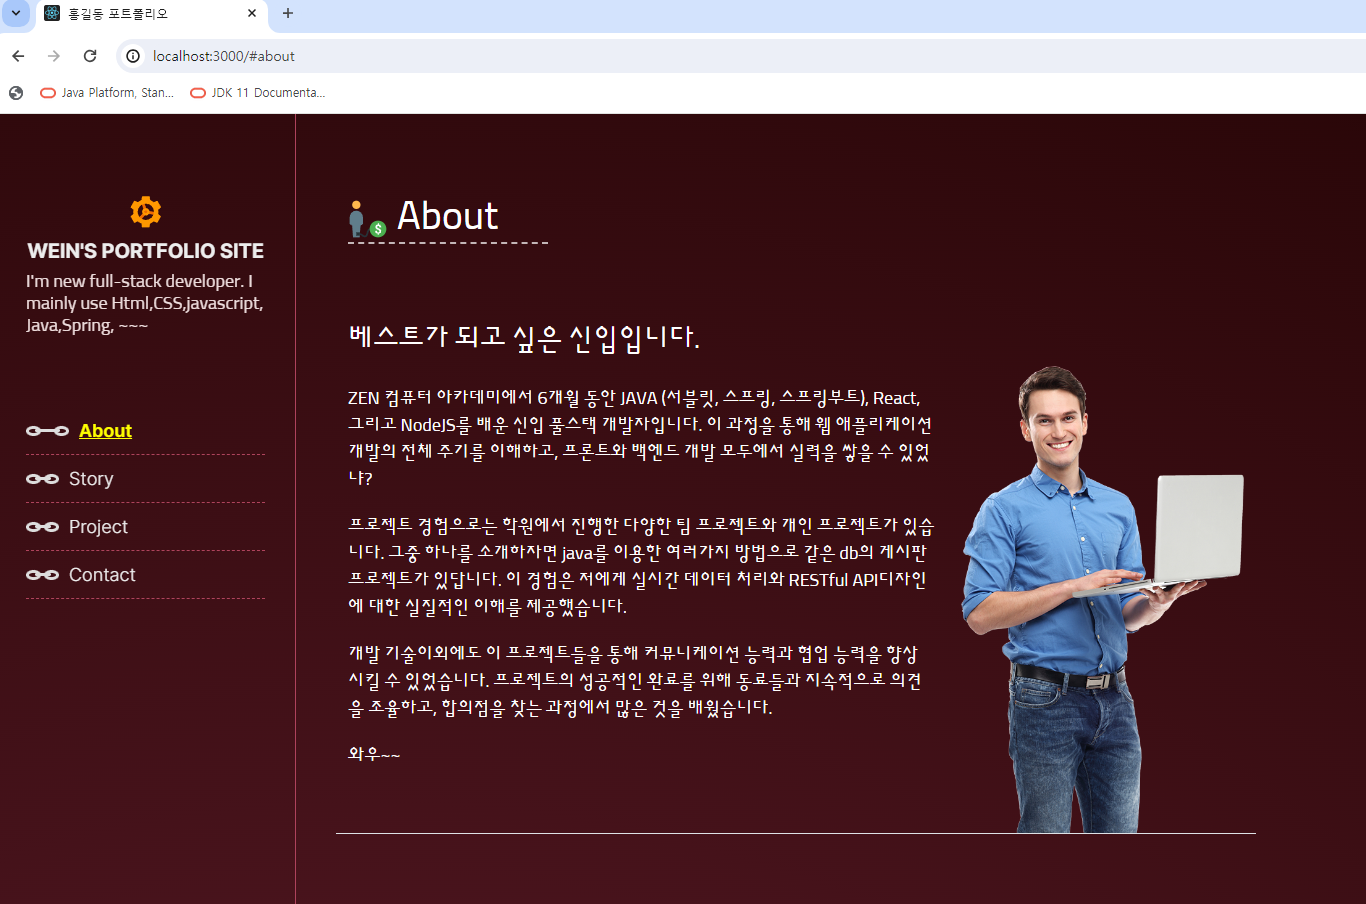 홍길동 포트폴리오
localhost:3000/#about
Java Platform, Stan...
JDK 11 Documenta...
WEIN'S PORTFOLIO SITE
I'm new full-stack developer. I
mainly use Html,CSS,javascript,
Java,Spring, ~~~
About
Story
Project
Contact
About
베스트가 되고 싶은 신입입니다.
ZEN 컴퓨터 아카데미에서 6개월 동안 JAVA (서블릿, 스프링, 스프링부트), React,
그리고 NodeJS를 배운 신입 풀스택 개발자입니다. 이 과정을 통해 웹 애플리케이션
개발의 전체 주기를 이해하고, 프론트와 백엔드 개발 모두에서 실력을 쌓을 수 있었
냐?
프로젝트 경험으로는 학원에서 진행한 다양한 팀 프로젝트와 개인 프로젝트가 있습
니다. 그중 하나를 소개하자면 java를 이용한 여러가지 방법으로 같은 db의 게시판
프로젝트가 있답니다. 이 경험은 저에게 실시간 데이터 처리와 RESTful API디자인
에 대한 실질적인 이해를 제공했습니다.
개발 기술이외에도 이 프로젝트들을 통해 커뮤니케이션 능력과 협업 능력을 향상
시킬 수 있었습니다. 프로젝트의 성공적인 완료를 위해 동료들과 지속적으로 의견
을 조율하고, 합의점을 찾는 과정에서 많은 것을 배웠습니다.
와우~~